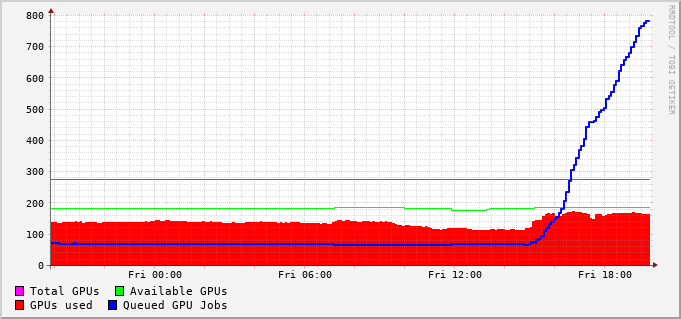 800
700
600
500
400
300
200
100
0
Fri 00:00 Fri 06:00 Fri 12:00 Fri 18:00
Total GPUs Available GPUs
GPUs used Queued GPU Jobs
RRDTOOL / TOBI OETIKER